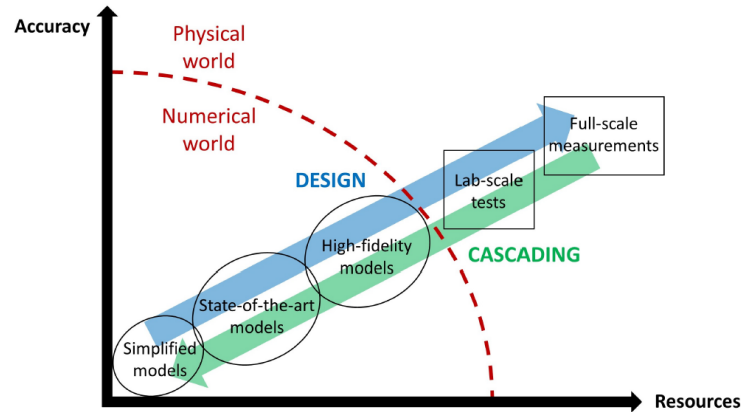 Accuracy
Physical
world
Numerical
world
DESIGN
Full-scale
measurements
Lab-scale
tests
High-fidelity
models
CASCADING
State-of-the-art
models
Simplified
models
Resources